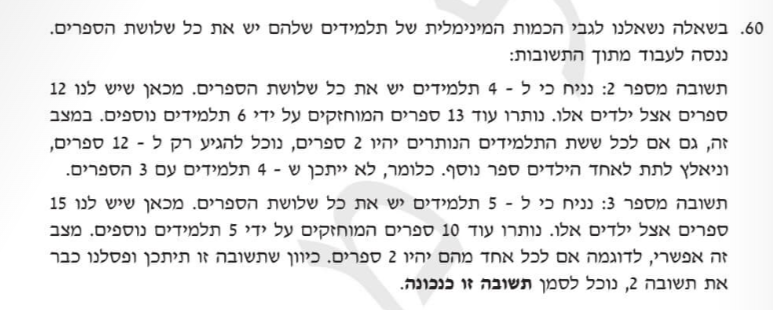 60. בשאלה נשאלנו לגבי הכמות המינימלית של תלמידים שלהם יש את כל שלושת הספרים.
ננסה לעבוד מתוך התשובות:
תשובה מספר 2: נניח כי ל - 4 תלמידים יש את כל שלושת הספרים. מכאן שיש לנו 12
ספרים אצל ילדים אלו. נותרו עוד 13 ספרים המוחזקים על ידי 6 תלמידים נוספים. במצב
זה, גם אם לכל ששת התלמידים הנותרים יהיו 2 ספרים, נוכל להגיע רק ל - 12 ספרים,
וניאלץ לתת לאחד הילדים ספר נוסף. כלומר, לא ייתכן ש - 4 תלמידים עם 3 הספרים.
תשובה מספר 3: נניח כי ל - 5 תלמידים יש את כל שלושת הספרים. מכאן שיש לנו 15
ספרים אצל ילדים אלו. נותרו עוד 10 ספרים המוחזקים על ידי 5 תלמידים נוספים. מצב
זה אפשרי, לדוגמה אם לכל אחד מהם יהיו 2 ספרים. כיוון שתשובה זו תיתכן ופסלנו כבר
את תשובה 2, נוכל לסמן תשובה זו כנכונה.